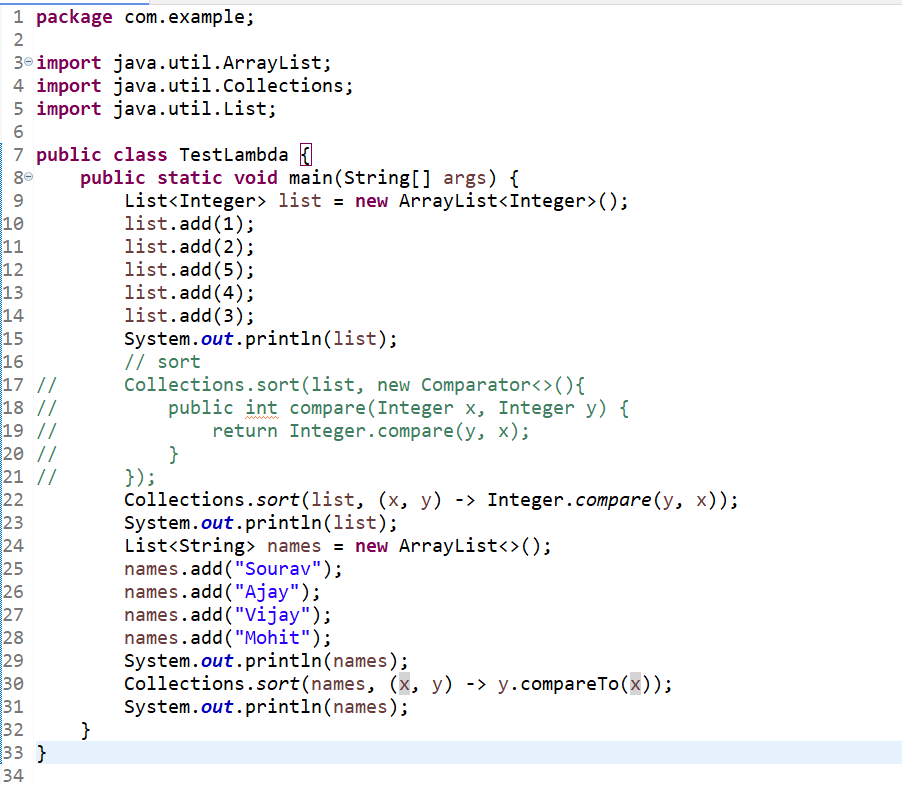 1 package com.example;
2
3 import java.util.ArrayList;
4 import java.util.Collections;
5 import java.util.List;
6
7 public class TestLambda {
8     public static void main(String[] args) {
9         List<Integer> list = new ArrayList<Integer>();
10         list.add(1);
11         list.add(2);
12         list.add(5);
13         list.add(4);
14         list.add(3);
15         System.out.println(list);
16         // sort
17 //      Collections.sort(list, new Comparator<>(){
18 //          public int compare(Integer x, Integer y) {
19 //              return Integer.compare(y, x);
20 //          }
21 //      });
22         Collections.sort(list, (x, y) -> Integer.compare(y, x));
23         System.out.println(list);
24         List<String> names = new ArrayList<>();
25         names.add("Sourav");
26         names.add("Ajay");
27         names.add("Vijay");
28         names.add("Mohit");
29         System.out.println(names);
30         Collections.sort(names, (x, y) -> y.compareTo(x));
31         System.out.println(names);
32     }
33 }
34